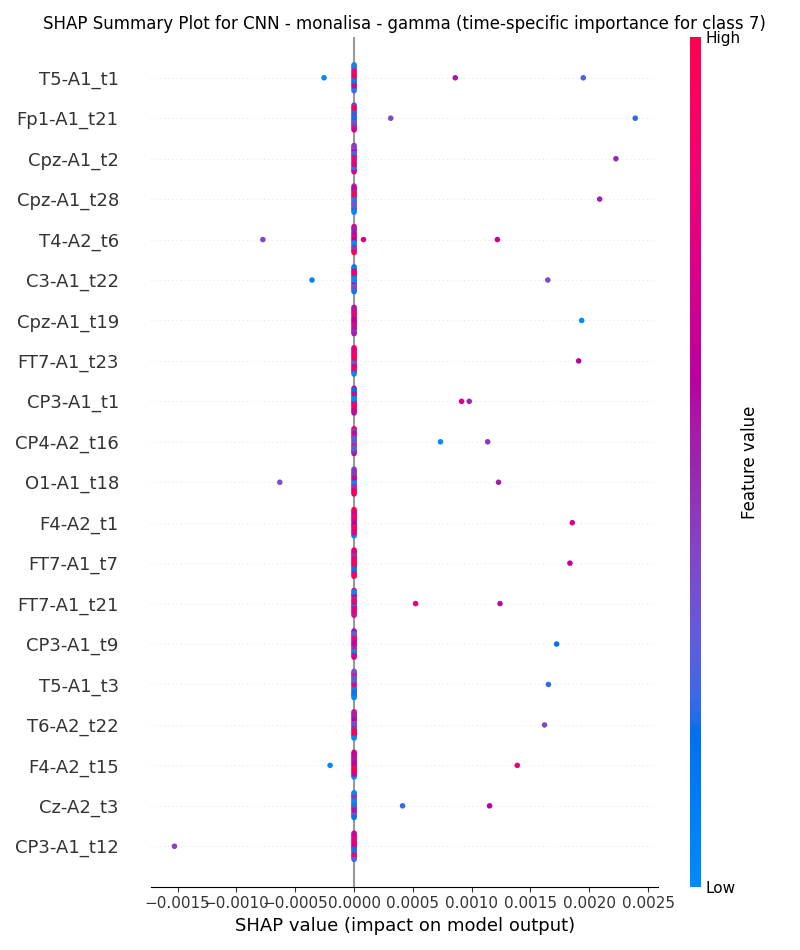 SHAP Summary Plot for CNN - monalisa - gamma (time-specific importance for class 7)
High
T5-A1_t1
Fp1-A1_t21
Cpz-A1_t2
Cpz-A1_t28
T4-A2_t6
C3-A1_t22
Cpz-A1_t19
FT7-A1_t23
CP3-A1_t1
CP4-A2_t16
O1-A1_t18
F4-A2_t1
FT7-A1_t7
FT7-A1_t21
CP3-A1_t9
T5-A1_t3
T6-A2_t22
F4-A2_t15
Cz-A2_t3
CP3-A1_t12
Feature value
Low
−0.0015 −0.0010 −0.0005 0.0000 0.0005 0.0010 0.0015 0.0020 0.0025
SHAP value (impact on model output)